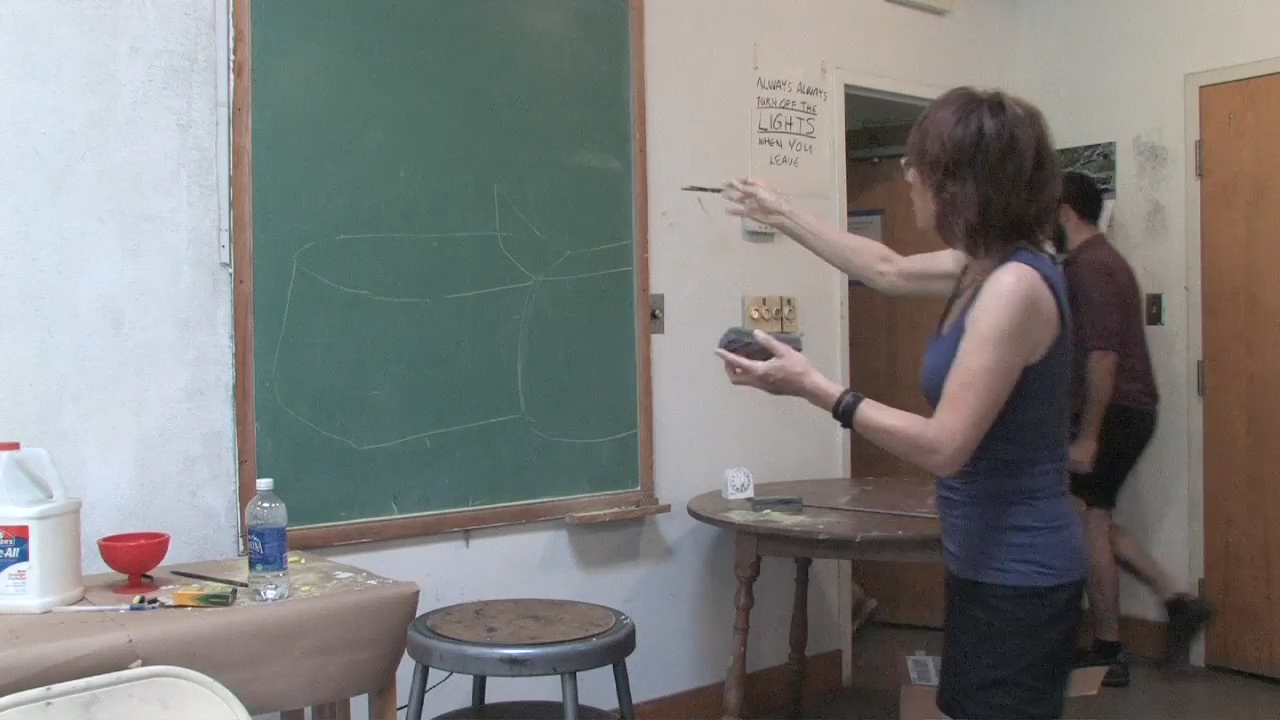 ALWAYS ALWAYS
TURN OFF THE
LIGHTS
WHEN YOU
LEAVE